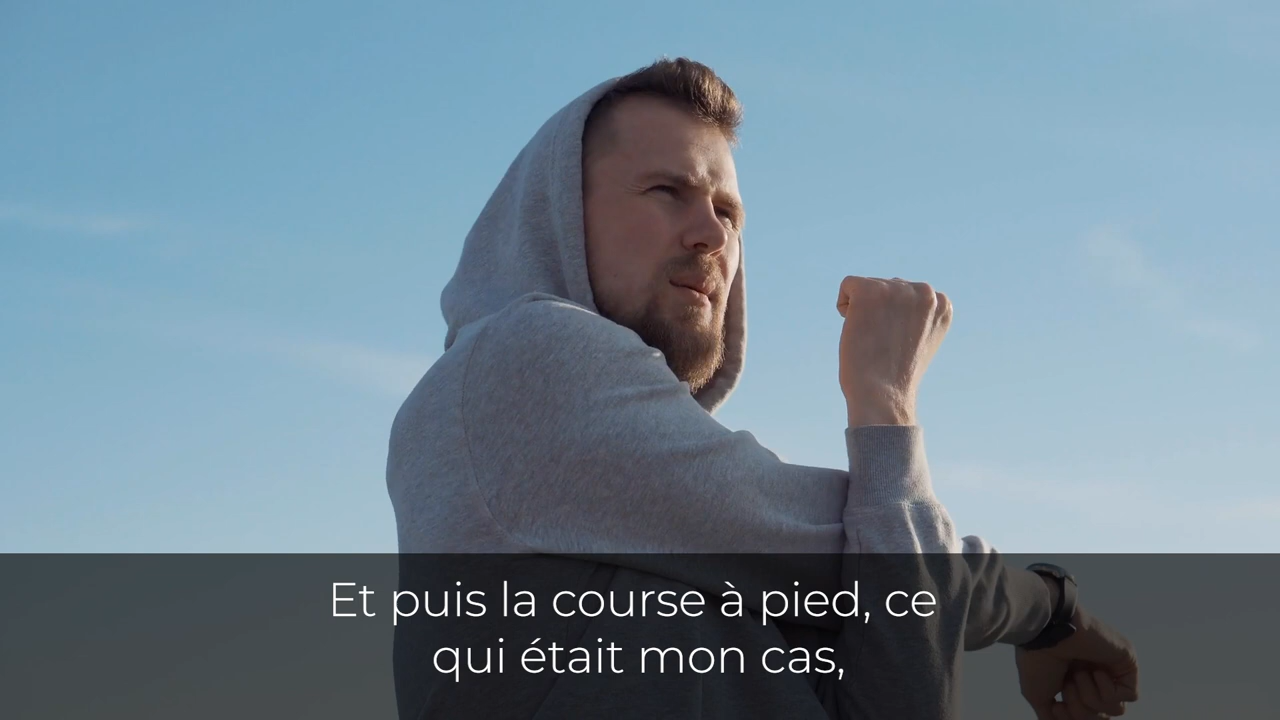 Et puis la course à pied, ce
qui était mon cas,